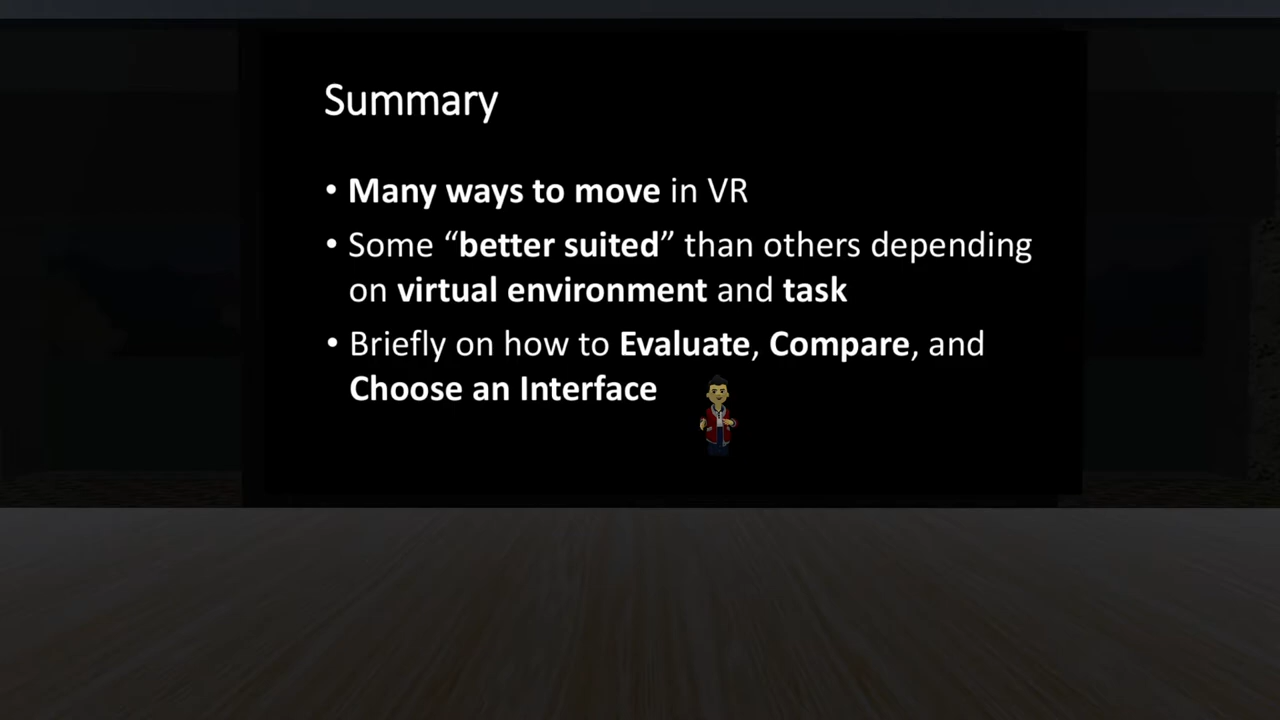 Summary
• Many ways to move in VR
• Some “better suited” than others depending
on virtual environment and task
• Briefly on how to Evaluate, Compare, and
Choose an Interface